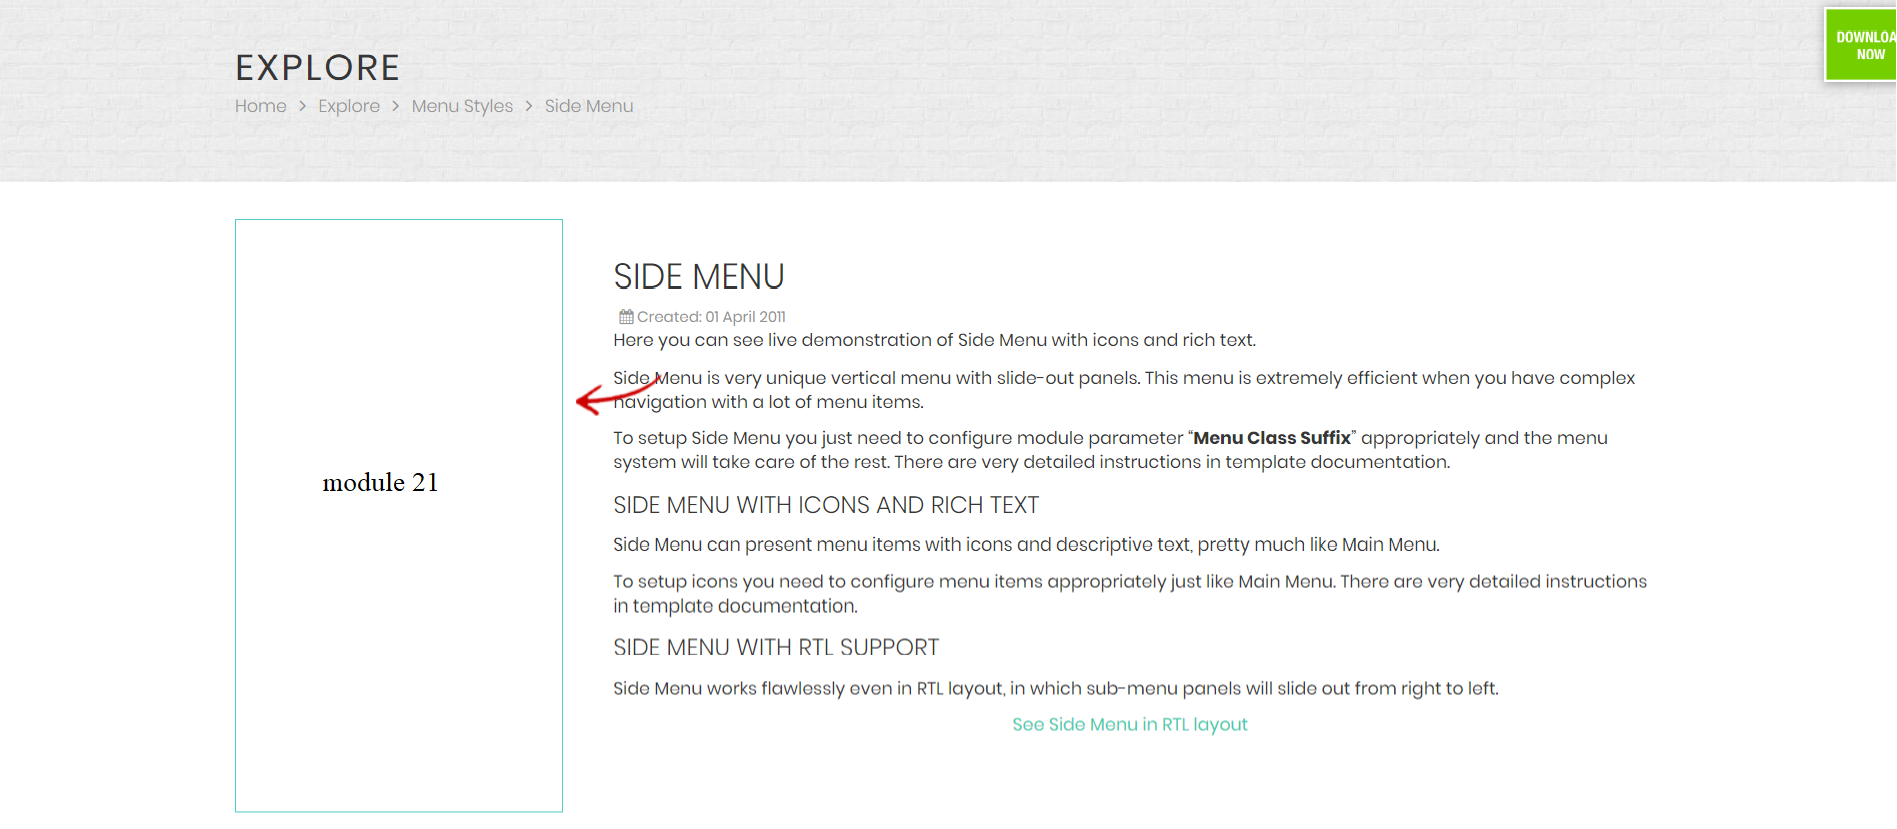 DOWNLOA
NOW
EXPLORE
Home > Explore > Menu Styles > Side Menu
module 21
SIDE MENU
Created: 01 April 2011
Here you can see live demonstration of Side Menu with icons and rich text.
Side Menu is very unique vertical menu with slide-out panels. This menu is extremely efficient when you have complex
navigation with a lot of menu items.
To setup Side Menu you just need to configure module parameter “Menu Class Suffix” appropriately and the menu
system will take care of the rest. There are very detailed instructions in template documentation.
SIDE MENU WITH ICONS AND RICH TEXT
Side Menu can present menu items with icons and descriptive text, pretty much like Main Menu.
To setup icons you need to configure menu items appropriately just like Main Menu. There are very detailed instructions
in template documentation.
SIDE MENU WITH RTL SUPPORT
Side Menu works flawlessly even in RTL layout, in which sub-menu panels will slide out from right to left.
See Side Menu in RTL layout